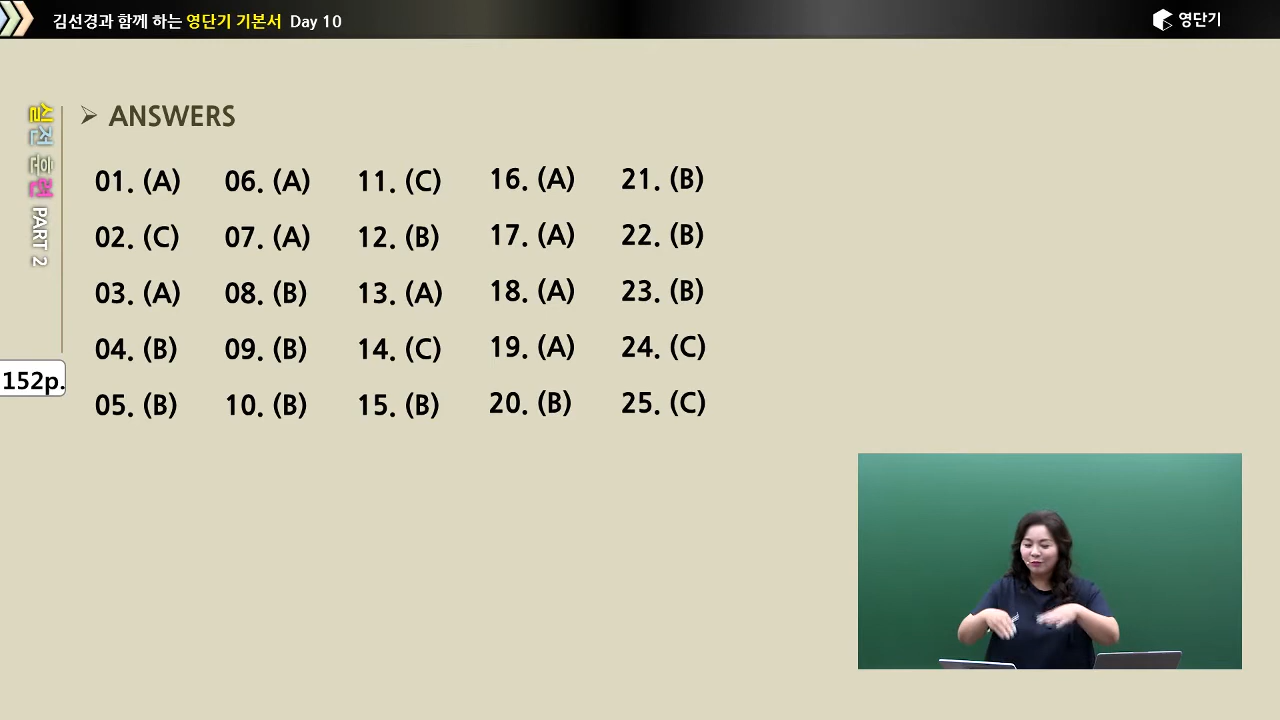 김선경과 함께 하는 영단기 기본서 Day 10
영단기
실전훈련 PART 2
152p.
➢ ANSWERS
01. (A) 06. (A) 11. (C) 16. (A) 21. (B)
02. (C) 07. (A) 12. (B) 17. (A) 22. (B)
03. (A) 08. (B) 13. (A) 18. (A) 23. (B)
04. (B) 09. (B) 14. (C) 19. (A) 24. (C)
05. (B) 10. (B) 15. (B) 20. (B) 25. (C)